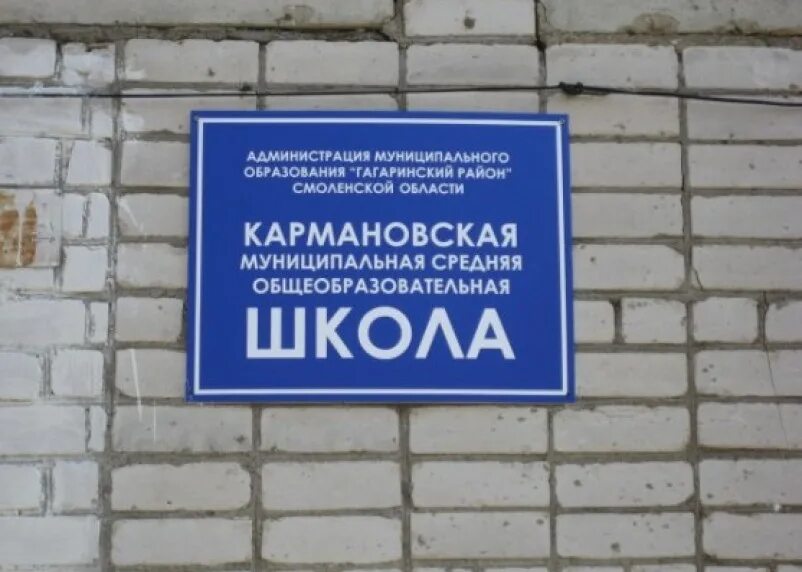 АДМИНИСТРАЦИЯ МУНИЦИПАЛЬНОГО
ОБРАЗОВАНИЯ "ГАГАРИНСКИЙ РАЙОН"
СМОЛЕНСКОЙ ОБЛАСТИ
КАРМАНОВСКАЯ
МУНИЦИПАЛЬНАЯ СРЕДНЯЯ
ОБЩЕОБРАЗОВАТЕЛЬНАЯ
ШКОЛА